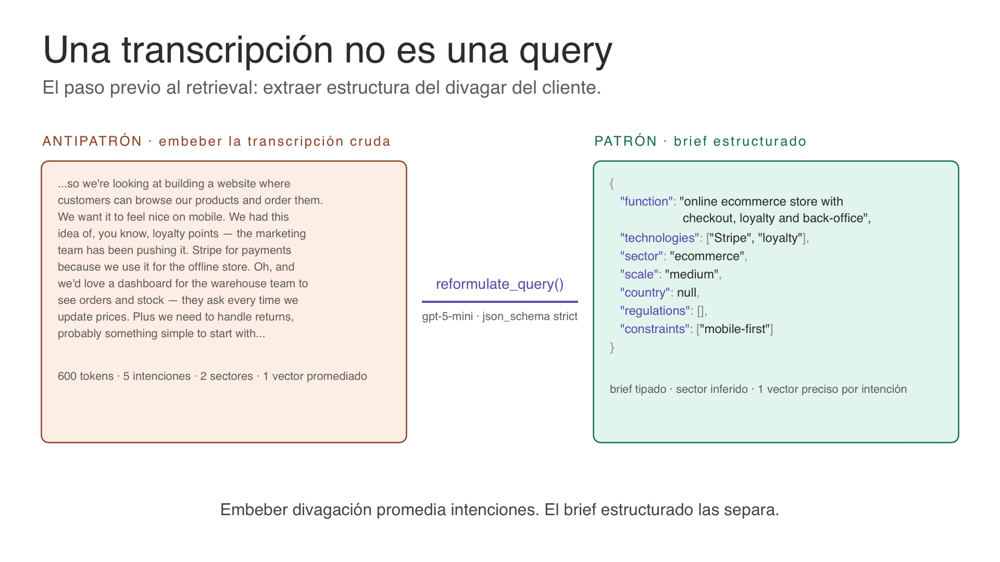 Una transcripción no es una query
El paso previo al retrieval: extraer estructura del divagar del cliente.
ANTIPATRÓN · embeber la transcripción cruda
...so we're looking at building a website where
customers can browse our products and order them.
We want it to feel nice on mobile. We had this
idea of, you know, loyalty points — the marketing
team has been pushing it. Stripe for payments
because we use it for the offline store. Oh, and
we'd love a dashboard for the warehouse team to
see orders and stock — they ask every time we
update prices. Plus we need to handle returns,
probably something simple to start with...
600 tokens · 5 intenciones · 2 sectores · 1 vector promediado
reformulate_query()
gpt-5-mini · json_schema strict
PATRÓN · brief estructurado
{
"function": "online ecommerce store with
checkout, loyalty and back-office",
"technologies": ["Stripe", "loyalty"],
"sector": "ecommerce",
"scale": "medium",
"country": null,
"regulations": [],
"constraints": ["mobile-first"]
}
brief tipado · sector inferido · 1 vector preciso por intención
Embeber divagación promedia intenciones. El brief estructurado las separa.